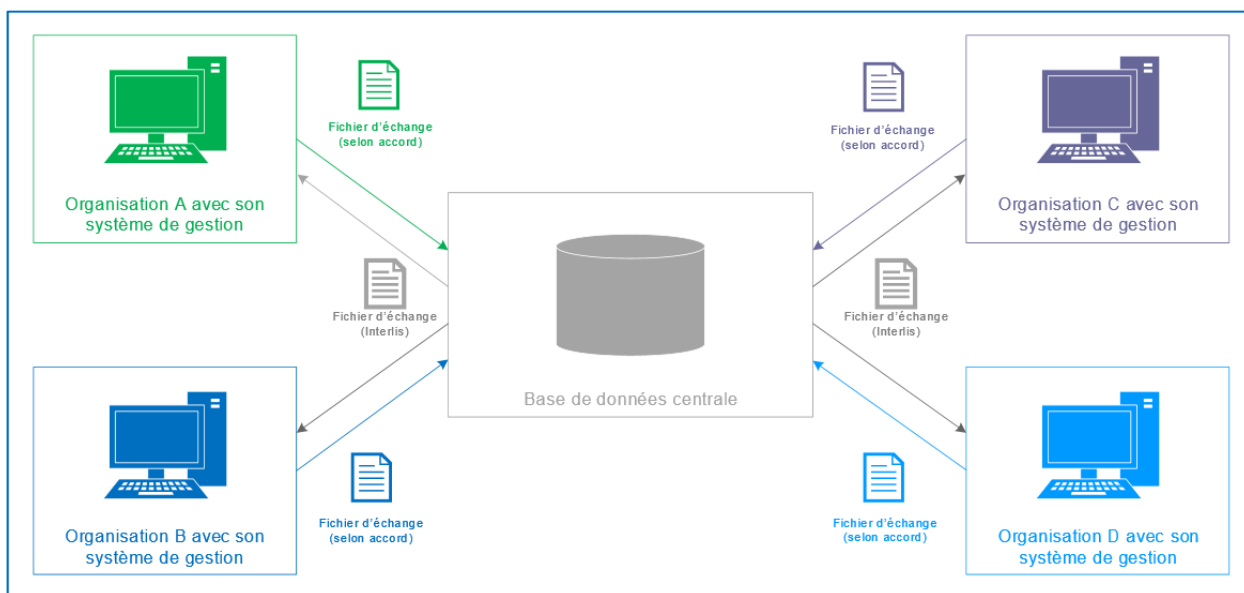 Fichier d'échange
(selon accord)
Organisation A avec son
système de gestion
Fichier d'échange
(selon accord)
Organisation C avec son
système de gestion
Fichier d'échange
(Interlis)
Fichier d'échange
(Interlis)
Base de données centrale
Organisation B avec son
système de gestion
Fichier d'échange
(selon accord)
Fichier d'échange
(selon accord)
Organisation D avec son
système de gestion